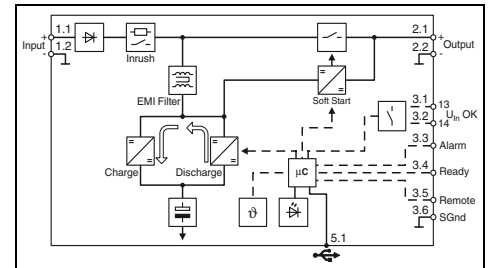 1.1
Input
+
1.2
-
Inrush
2.1
+
Output
2.2
-
EMI Filter
Soft Start
3.1
13
U_In OK
3.2
14
3.3
Alarm
Charge
Discharge
µC
3.4
Ready
ϑ
3.5
Remote
3.6
SGnd
5.1